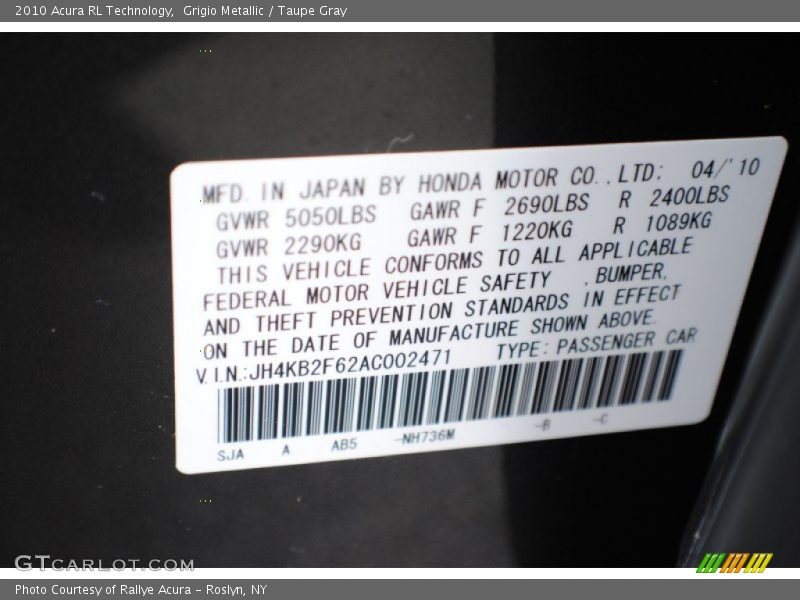 2010 Acura RL Technology,  Grigio Metallic / Taupe Gray
MFD. IN JAPAN BY HONDA MOTOR CO.,LTD: 04/'10
GVWR 5050LBS GAWR F 2690LBS R 2400LBS
GVWR 2290KG GAWR F 1220KG R 1089KG
THIS VEHICLE CONFORMS TO ALL APPLICABLE
FEDERAL MOTOR VEHICLE SAFETY ,BUMPER,
AND THEFT PREVENTION STANDARDS IN EFFECT
ON THE DATE OF MANUFACTURE SHOWN ABOVE.
V.I.N.:JH4KB2F62AC002471 TYPE: PASSENGER CAR
SJA A AB5 -NH736M -B -C
GTCARLOT.COM
Photo Courtesy of Rallye Acura – Roslyn, NY